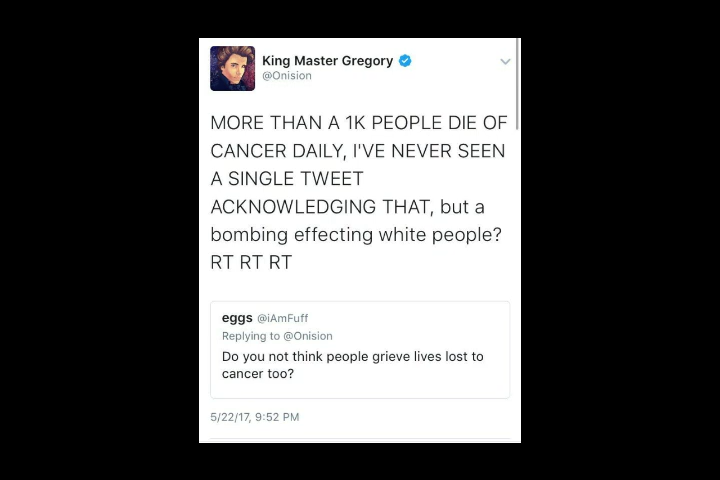 King Master Gregory
@Onision
MORE THAN A 1K PEOPLE DIE OF
CANCER DAILY, I'VE NEVER SEEN
A SINGLE TWEET
ACKNOWLEDGING THAT, but a
bombing effecting white people?
RT RT RT
eggs @iAmFuff
Replying to @Onision
Do you not think people grieve lives lost to
cancer too?
5/22/17, 9:52 PM